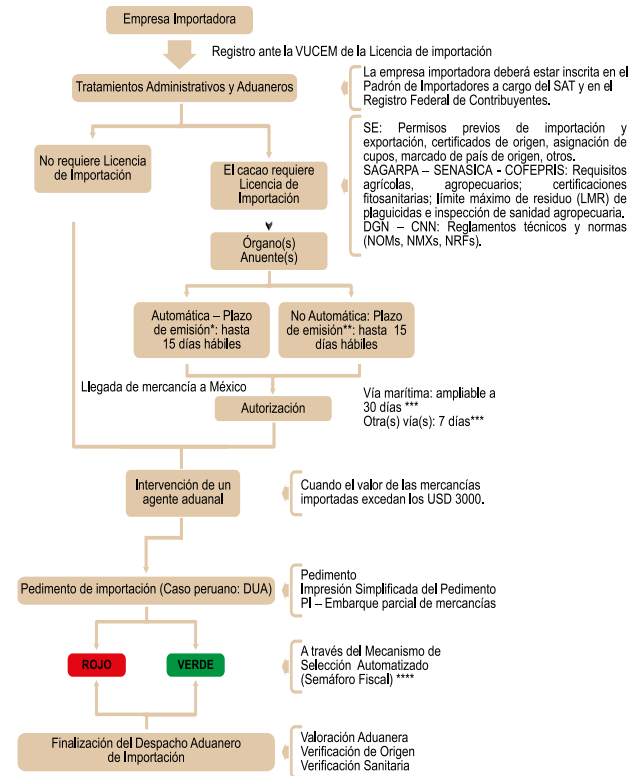 Empresa Importadora
Registro ante la VUCEM de la Licencia de importación
Tratamientos Administrativos y Aduaneros
La empresa importadora deberá estar inscrita en el
Padrón de Importadores a cargo del SAT y en el
Registro Federal de Contribuyentes.
No requiere Licencia
de Importación
El cacao requiere
Licencia de
Importación
SE: Permisos previos de importación y
exportación, certificados de origen, asignación de
cupos, marcado de país de origen, otros.
SAGARPA – SENASICA - COFEPRIS: Requisitos
agrícolas, agropecuarios; certificaciones
fitosanitarias; límite máximo de residuo (LMR) de
plaguicidas e inspección de sanidad agropecuaria.
DGN – CNN: Reglamentos técnicos y normas
(NOMs, NMXs, NRFs).
Órgano(s)
Anuente(s)
Automática – Plazo
de emisión*: hasta
15 días hábiles
No Automática: Plazo
de emisión**: hasta 15
días hábiles
Llegada de mercancía a México
Autorización
Vía marítima: ampliable a
30 días ***
Otra(s) vía(s): 7 días***
Intervención de un
agente aduanal
Cuando el valor de las mercancías
importadas excedan los USD 3000.
Pedimento de importación (Caso peruano: DUA)
Pedimento
Impresión Simplificada del Pedimento
PI – Embarque parcial de mercancías
ROJO
VERDE
A través del Mecanismo de
Selección Automatizado
(Semáforo Fiscal) ****
Finalización del Despacho Aduanero
de Importación
Valoración Aduanera
Verificación de Origen
Verificación Sanitaria